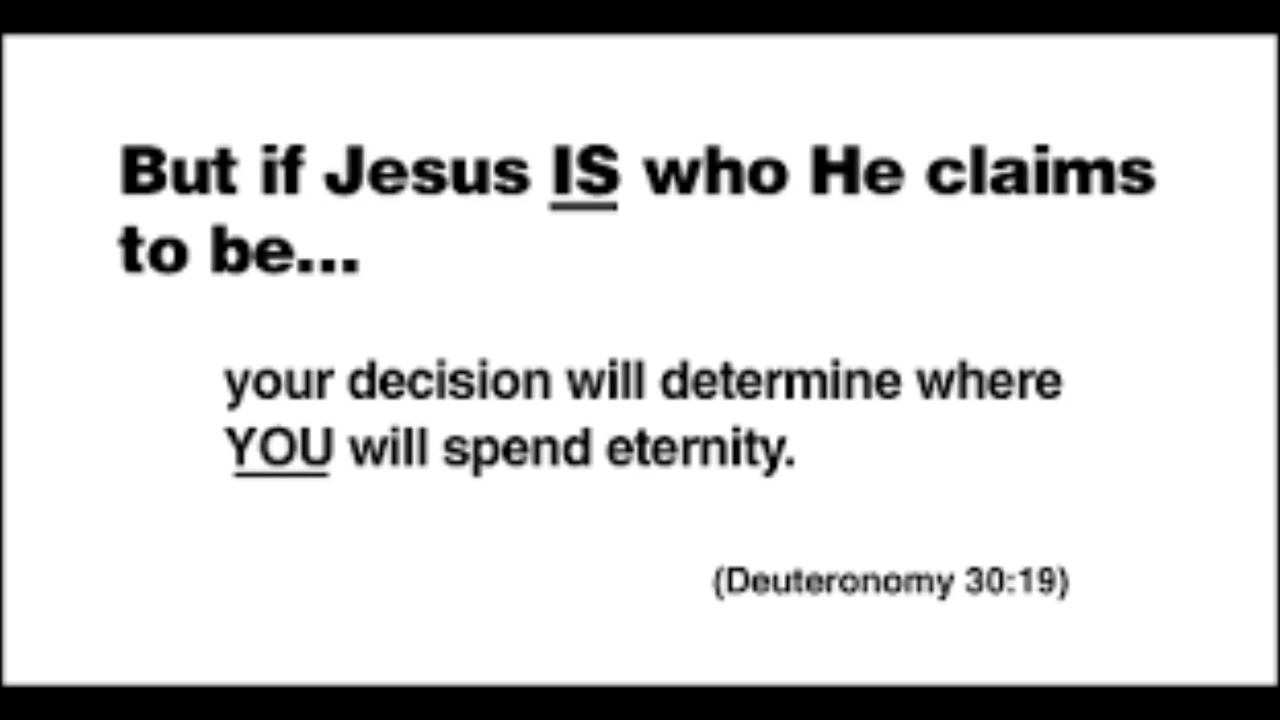 But if Jesus IS who He claims
to be...
your decision will determine where
YOU will spend eternity.
(Deuteronomy 30:19)